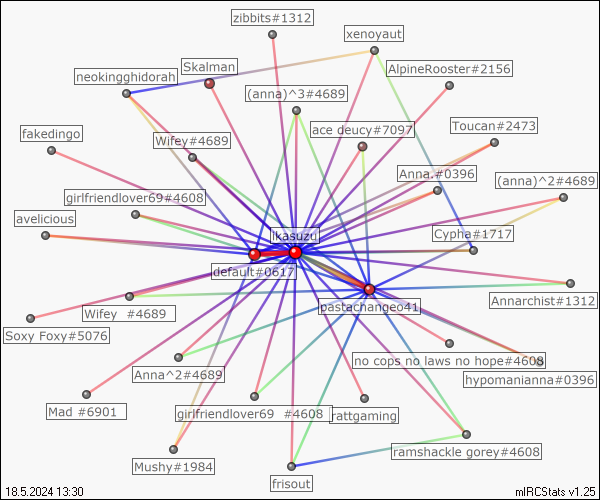 zibbits#1312
xenoyaut
Skalman
AlpineRooster#2156
neokingghidorah
(anna)^3#4689
ace deucy#7097
Toucan#2473
fakedingo
Wifey#4689
Anna.#0396
(anna)^2#4689
girlfriendlover69#4608
avelicious
ikasuzu
Cypha#1717
default#0617
Annarchist#1312
pastachangeo41
Wifey #4689
Soxy Foxy#5076
no cops no laws no hope#4608
Anna^2#4689
hypomanianna#0396
Mad #6901
girlfriendlover69 #4608
rattgaming
ramshackle gorey#4608
Mushy#1984
frisout
18.5.2024 13:30
mIRCStats v1.25